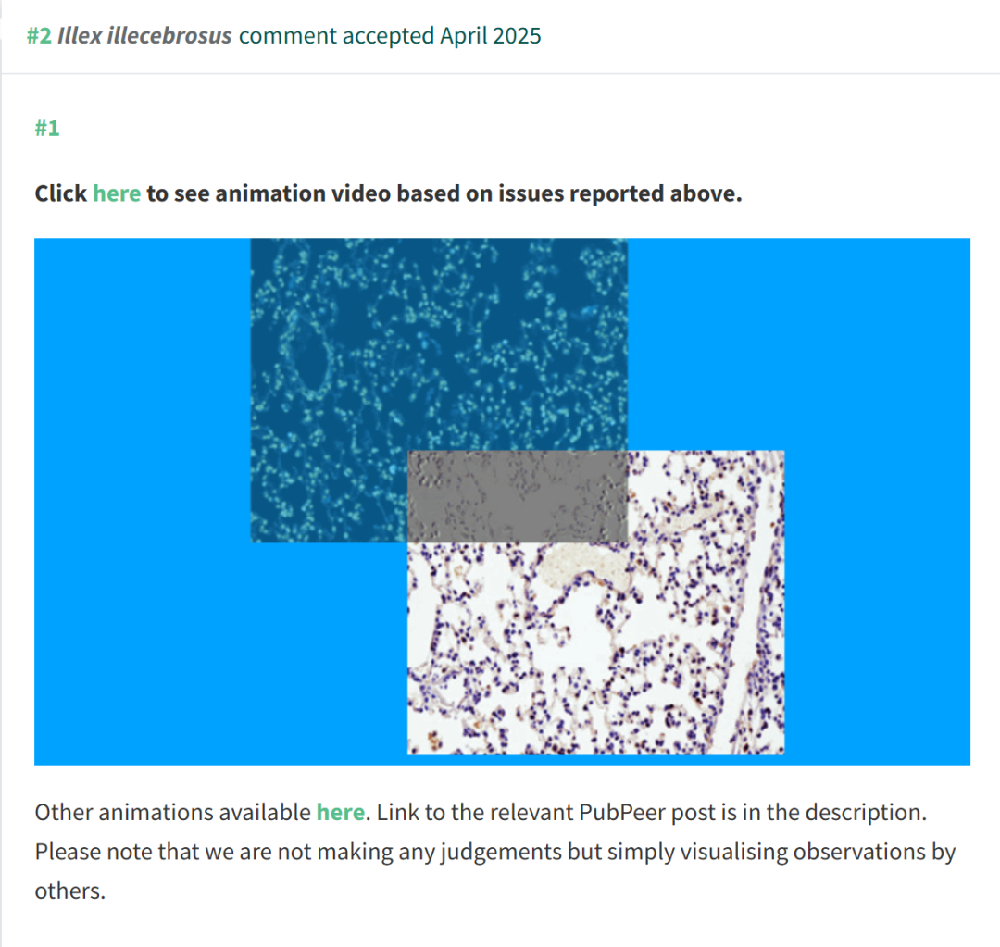 #2 Illex illecebrosus comment accepted April 2025
#1
Click here to see animation video based on issues reported above.
Other animations available here. Link to the relevant PubPeer post is in the description.
Please note that we are not making any judgements but simply visualising observations by
others.